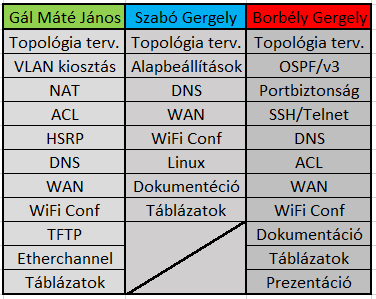 Gál Máté János Szabó Gergely Borbély Gergely
Topológia terv. Topológia terv. Topológia terv.
VLAN kiosztás Alapbeállítások OSPF/v3
NAT DNS Portbiztonság
ACL WAN SSH/Telnet
HSRP WiFi Conf DNS
DNS Linux ACL
WAN Dokumentéció WAN
WiFi Conf Táblázatok WiFi Conf
TFTP Dokumentáció
Etherchannel Táblázatok
Táblázatok Prezentáció